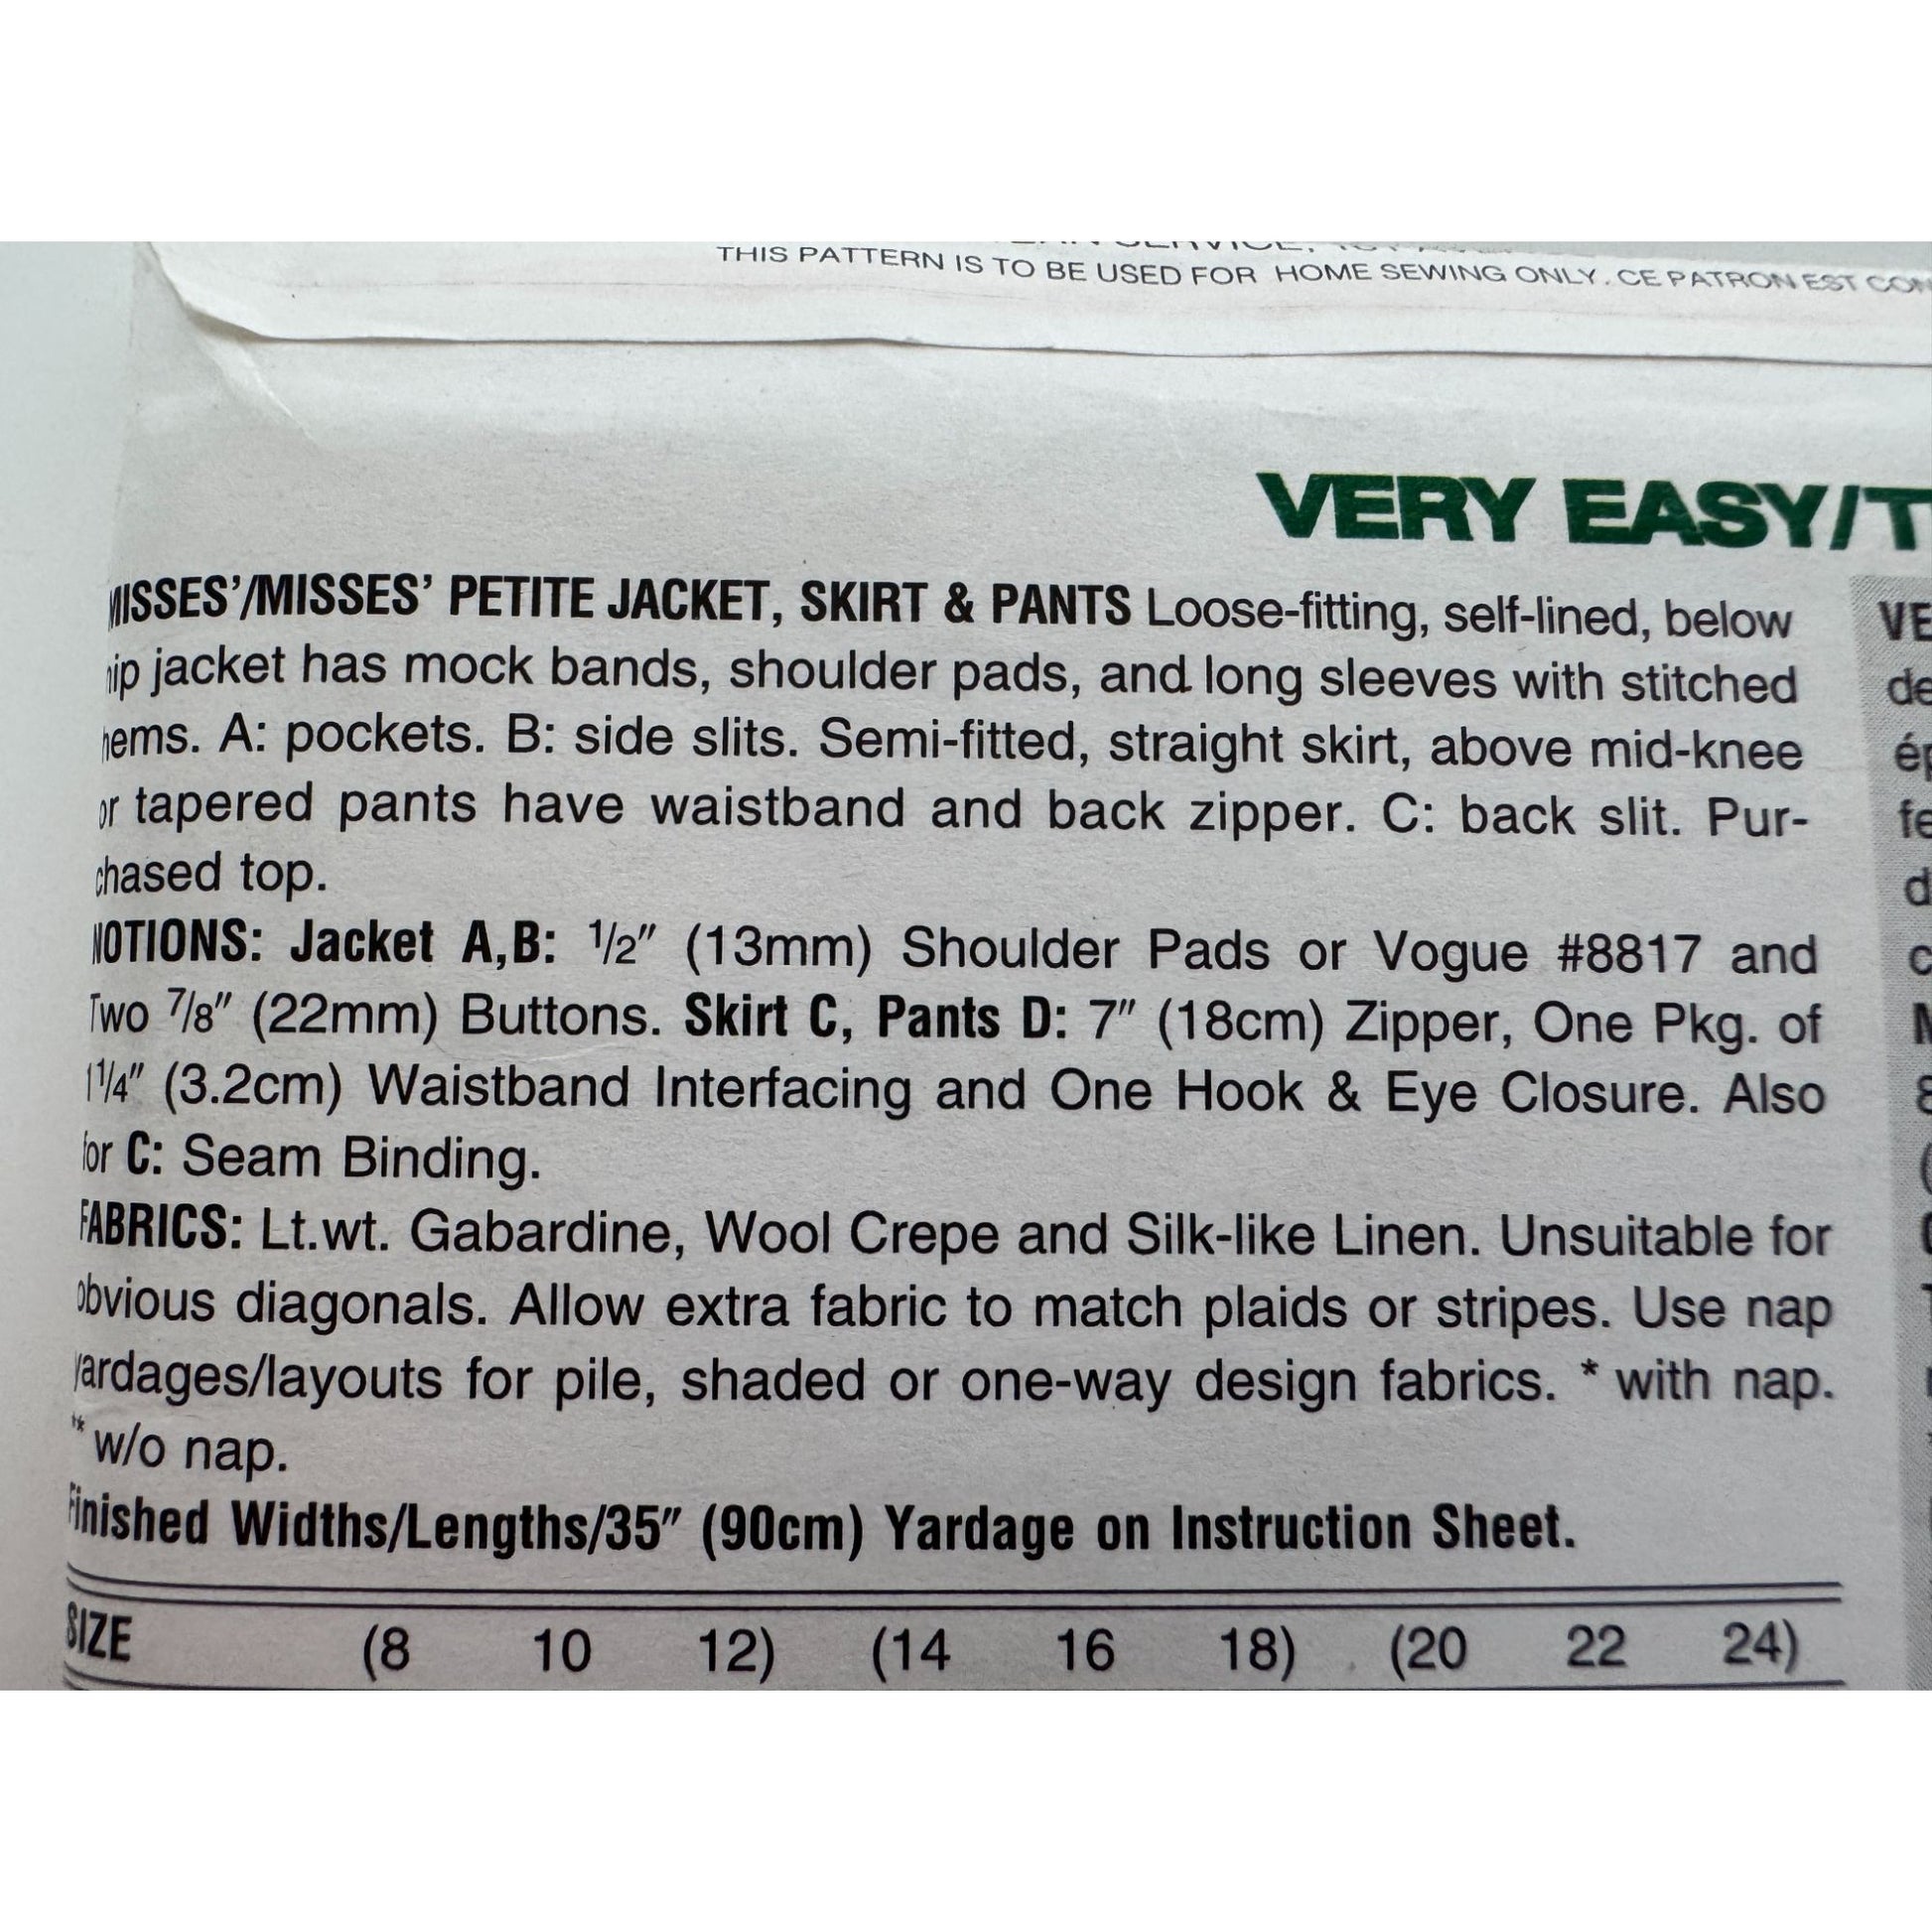 THIS PATTERN IS TO BE USED FOR HOME SEWING ONLY. CE PATRON EST
VERY EASY/T
MISSES'/MISSES' PETITE JACKET, SKIRT & PANTS Loose-fitting, self-lined, below
hip jacket has mock bands, shoulder pads, and long sleeves with stitched
hems. A: pockets. B: side slits. Semi-fitted, straight skirt, above mid-knee
or tapered pants have waistband and back zipper. C: back slit. Pur-
chased top.
NOTIONS: Jacket A,B: 1/2" (13mm) Shoulder Pads or Vogue #8817 and
Two 7/8" (22mm) Buttons. Skirt C, Pants D: 7" (18cm) Zipper, One Pkg. of
1 1/4" (3.2cm) Waistband Interfacing and One Hook & Eye Closure. Also
for C: Seam Binding.
FABRICS: Lt.wt. Gabardine, Wool Crepe and Silk-like Linen. Unsuitable for
obvious diagonals. Allow extra fabric to match plaids or stripes. Use nap
yardages/layouts for pile, shaded or one-way design fabrics. * with nap.
** w/o nap.
Finished Widths/Lengths/35" (90cm) Yardage on Instruction Sheet.
SIZE (8 10 12) (14 16 18) (20 22 24)